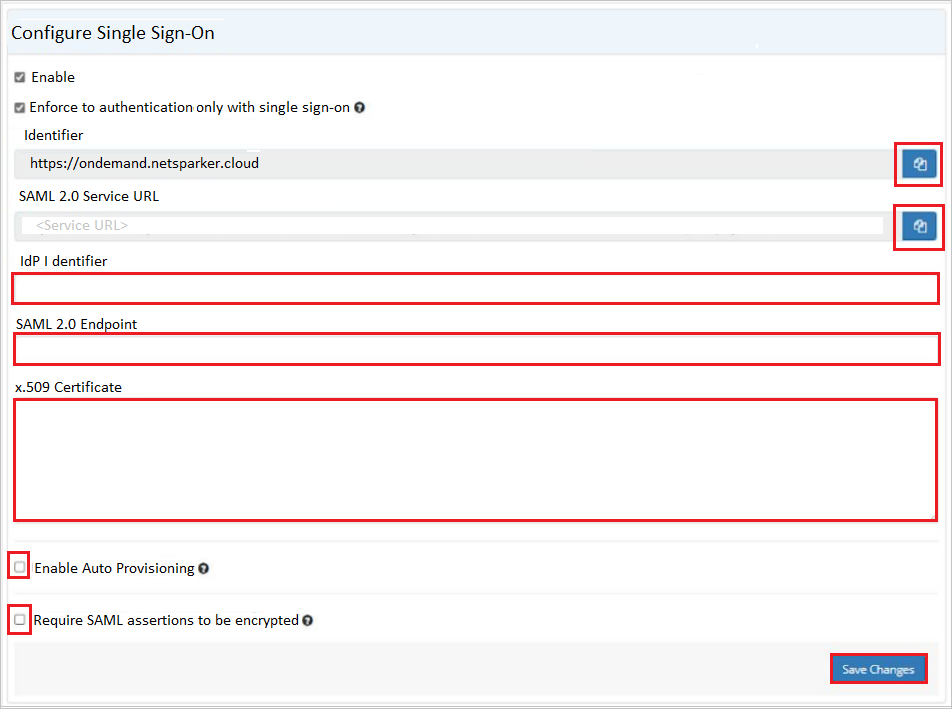 Configure Single Sign-On
Enable
Enforce to authentication only with single sign-on
Identifier
https://ondemand.netsparker.cloud
SAML 2.0 Service URL
<Service URL>
IdP I dentifier
SAML 2.0 Endpoint
x.509 Certificate
Enable Auto Provisioning
Require SAML assertions to be encrypted
Save Changes